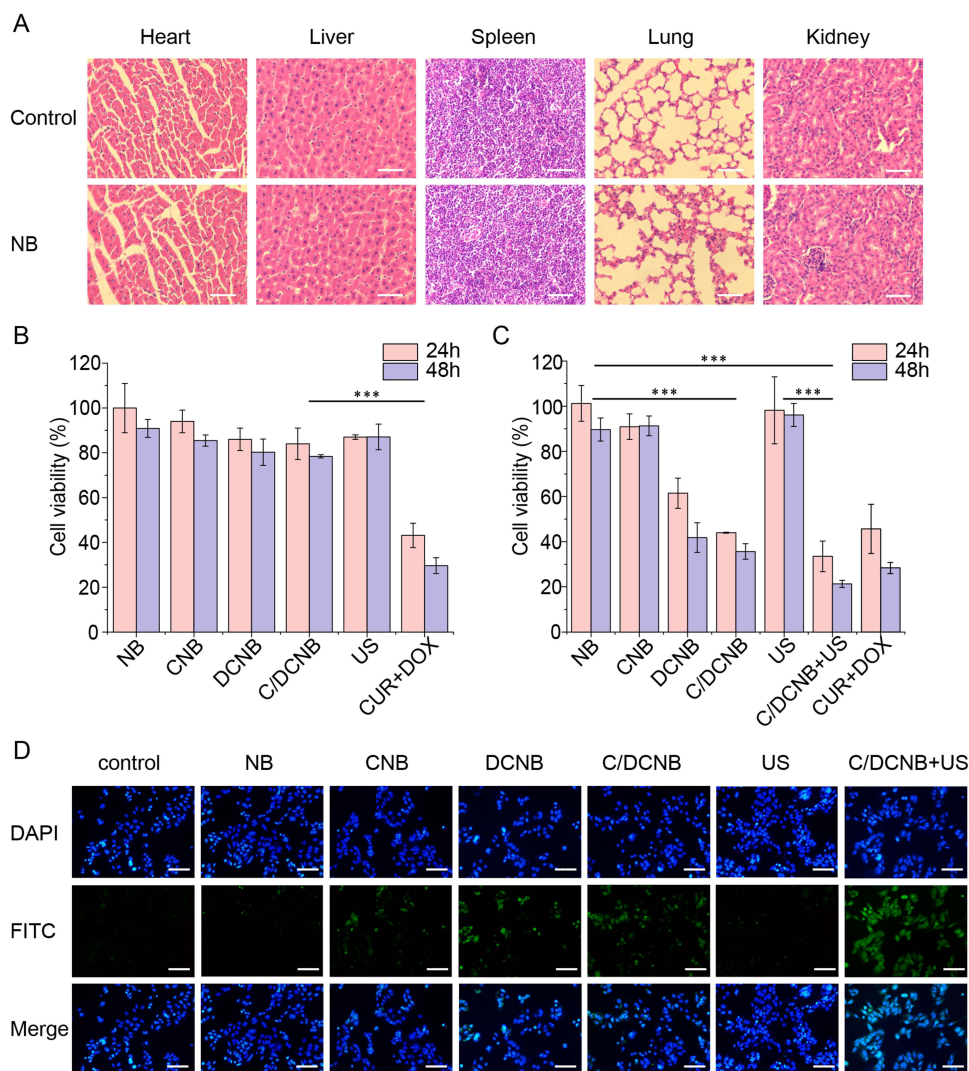 A
Heart Liver Spleen Lung Kidney
Control
NB
B
24h
48h
***
Cell viability (%)
120
100
80
60
40
20
0
NB CNB DCNB C/DCNB US CUR+DOX
C
24h
48h
***
*** ***
Cell viability (%)
120
100
80
60
40
20
0
NB CNB DCNB C/DCNB US C/DCNB+US CUR+DOX
D
control NB CNB DCNB C/DCNB US C/DCNB+US
DAPI
FITC
Merge